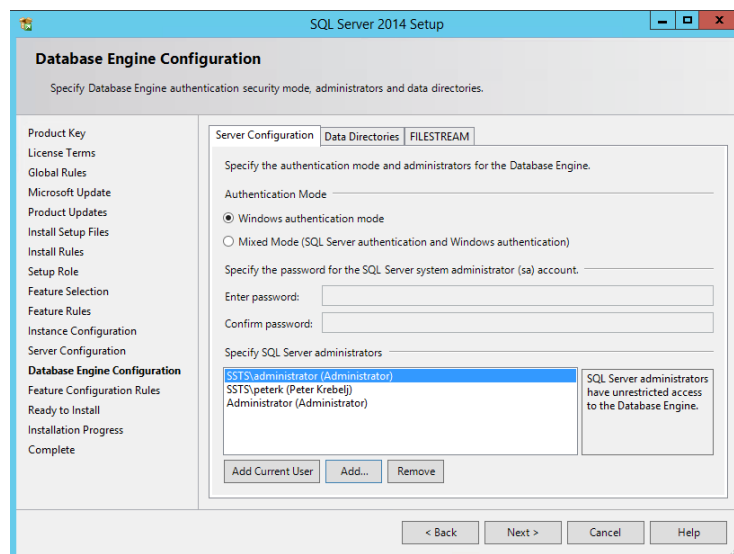 SQL Server 2014 Setup
Database Engine Configuration
Specify Database Engine authentication security mode, administrators and data directories.
Product Key
License Terms
Global Rules
Microsoft Update
Product Updates
Install Setup Files
Install Rules
Setup Role
Feature Selection
Feature Rules
Instance Configuration
Server Configuration
Database Engine Configuration
Feature Configuration Rules
Ready to Install
Installation Progress
Complete
Server Configuration Data Directories FILESTREAM
Specify the authentication mode and administrators for the Database Engine.
Authentication Mode
Windows authentication mode
Mixed Mode (SQL Server authentication and Windows authentication)
Specify the password for the SQL Server system administrator (sa) account.
Enter password:
Confirm password:
Specify SQL Server administrators
SSTS\administrator (Administrator)
SSTS\peterk (Peter Krebelj)
Administrator (Administrator)
SQL Server administrators
have unrestricted access
to the Database Engine.
Add Current User Add... Remove
< Back Next > Cancel Help